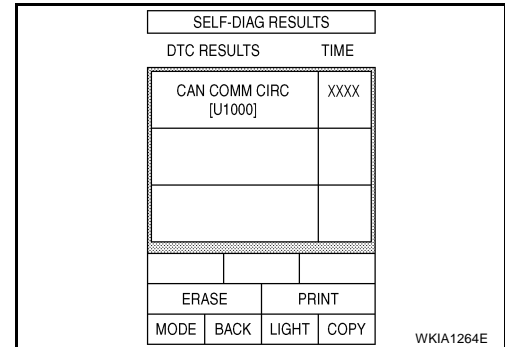 SELF-DIAG RESULTS
DTC RESULTS TIME
CAN COMM CIRC XXXX
[U1000]
ERASE PRINT
MODE BACK LIGHT COPY
WKIA1264E